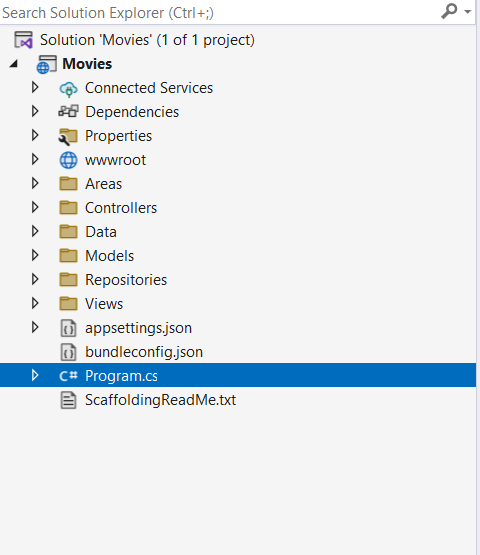 Search Solution Explorer (Ctrl+;)
Solution 'Movies' (1 of 1 project)
Movies
Connected Services
Dependencies
Properties
wwwroot
Areas
Controllers
Data
Models
Repositories
Views
appsettings.json
bundleconfig.json
C# Program.cs
ScaffoldingReadMe.txt